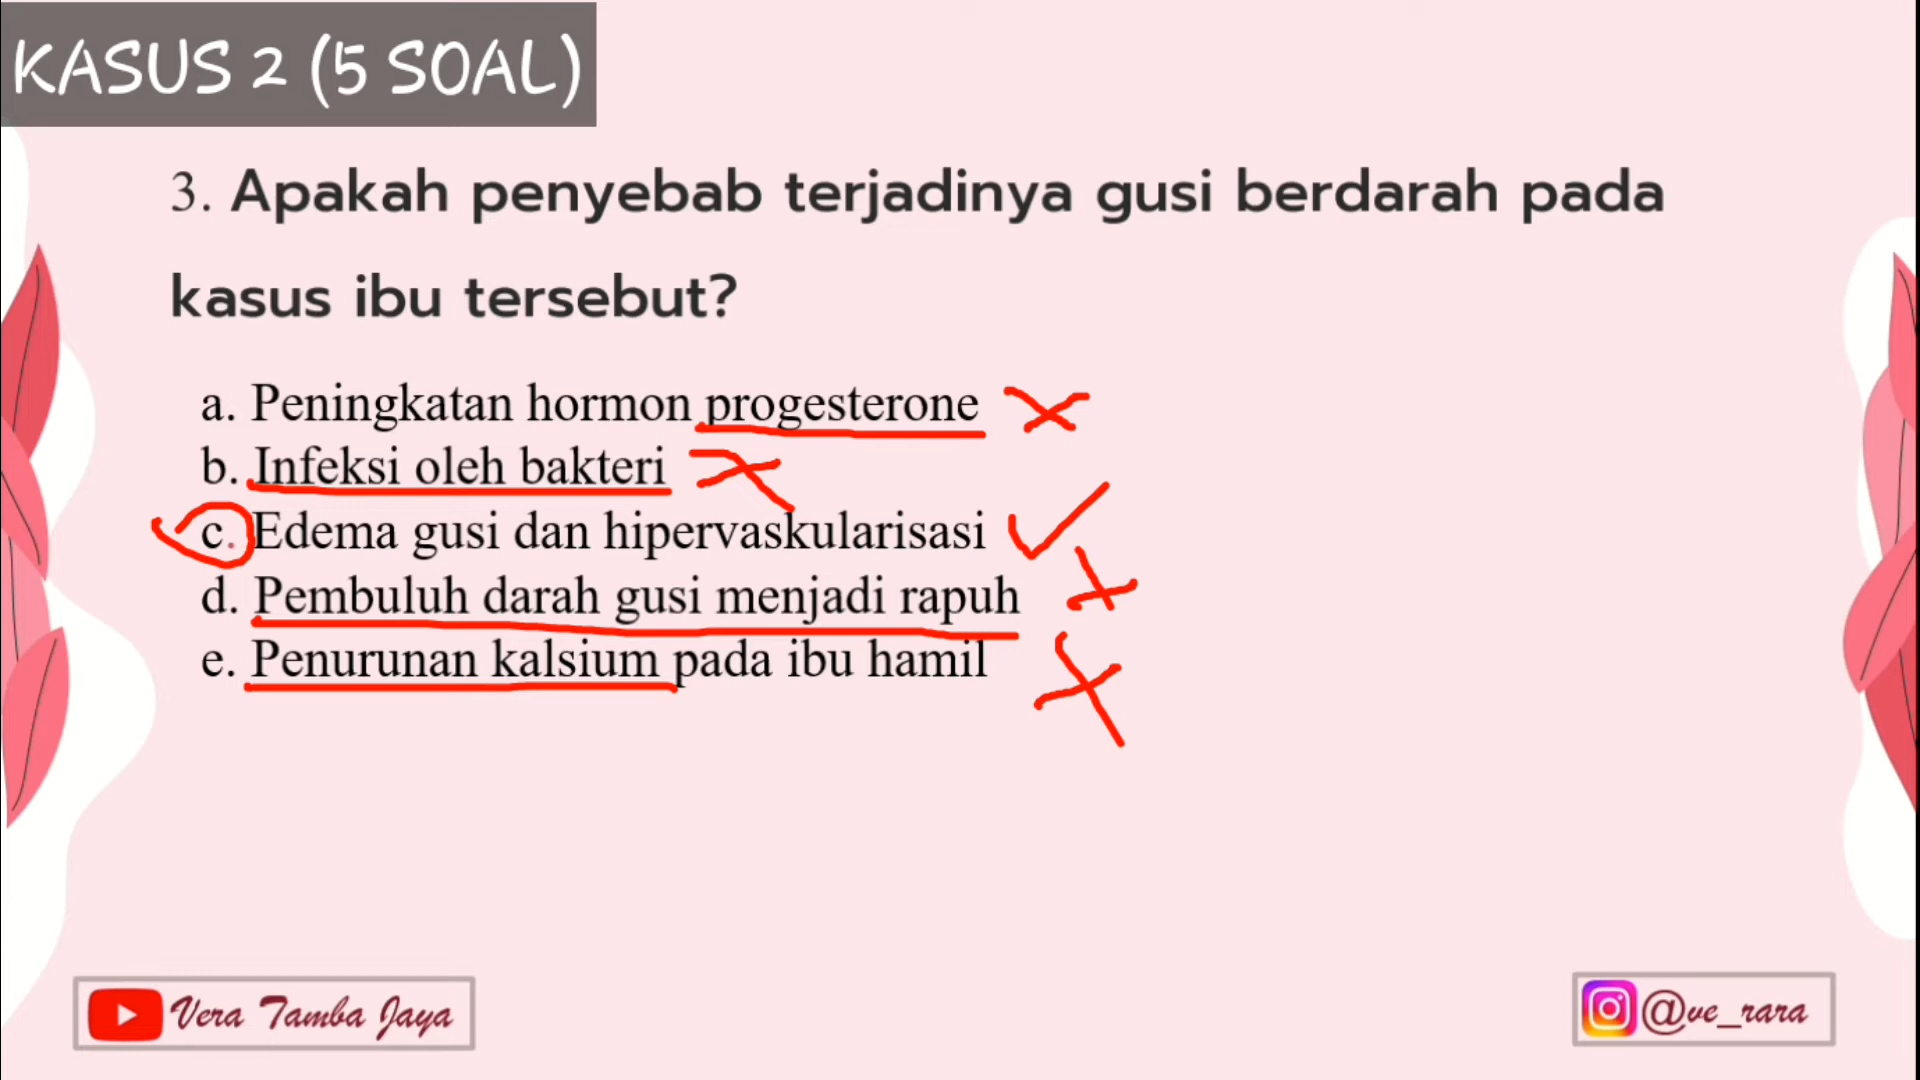 KASUS 2 (5 SOAL)
3. Apakah penyebab terjadinya gusi berdarah pada
kasus ibu tersebut?
a. Peningkatan hormon progesterone
b. Infeksi oleh bakteri
c. Edema gusi dan hipervaskularisasi
d. Pembuluh darah gusi menjadi rapuh
e. Penurunan kalsium pada ibu hamil
Vera Tamba Jaya
@ve_rara